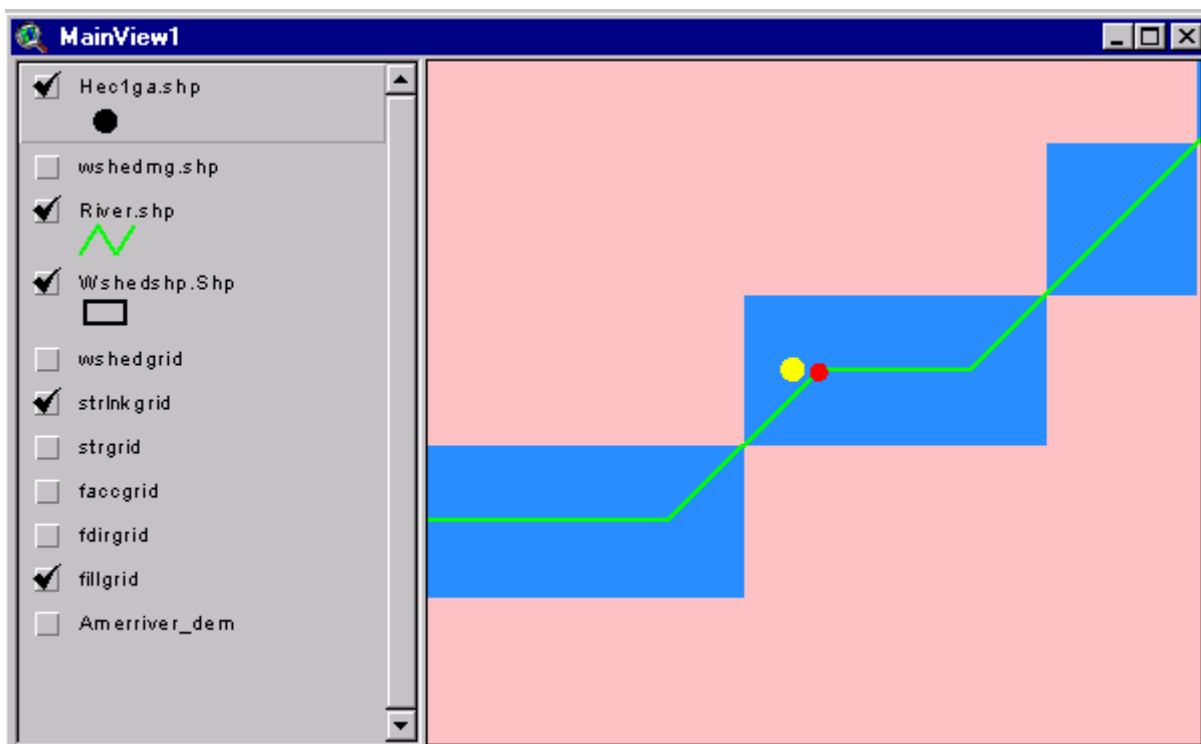 MainView1
Hec1ga.shp
wshedmg.shp
River.shp
Wshedshp.Shp
wshedgrid
strlnkgrid
strgrid
faccgrid
fdirgrid
fillgrid
Amerriver_dem